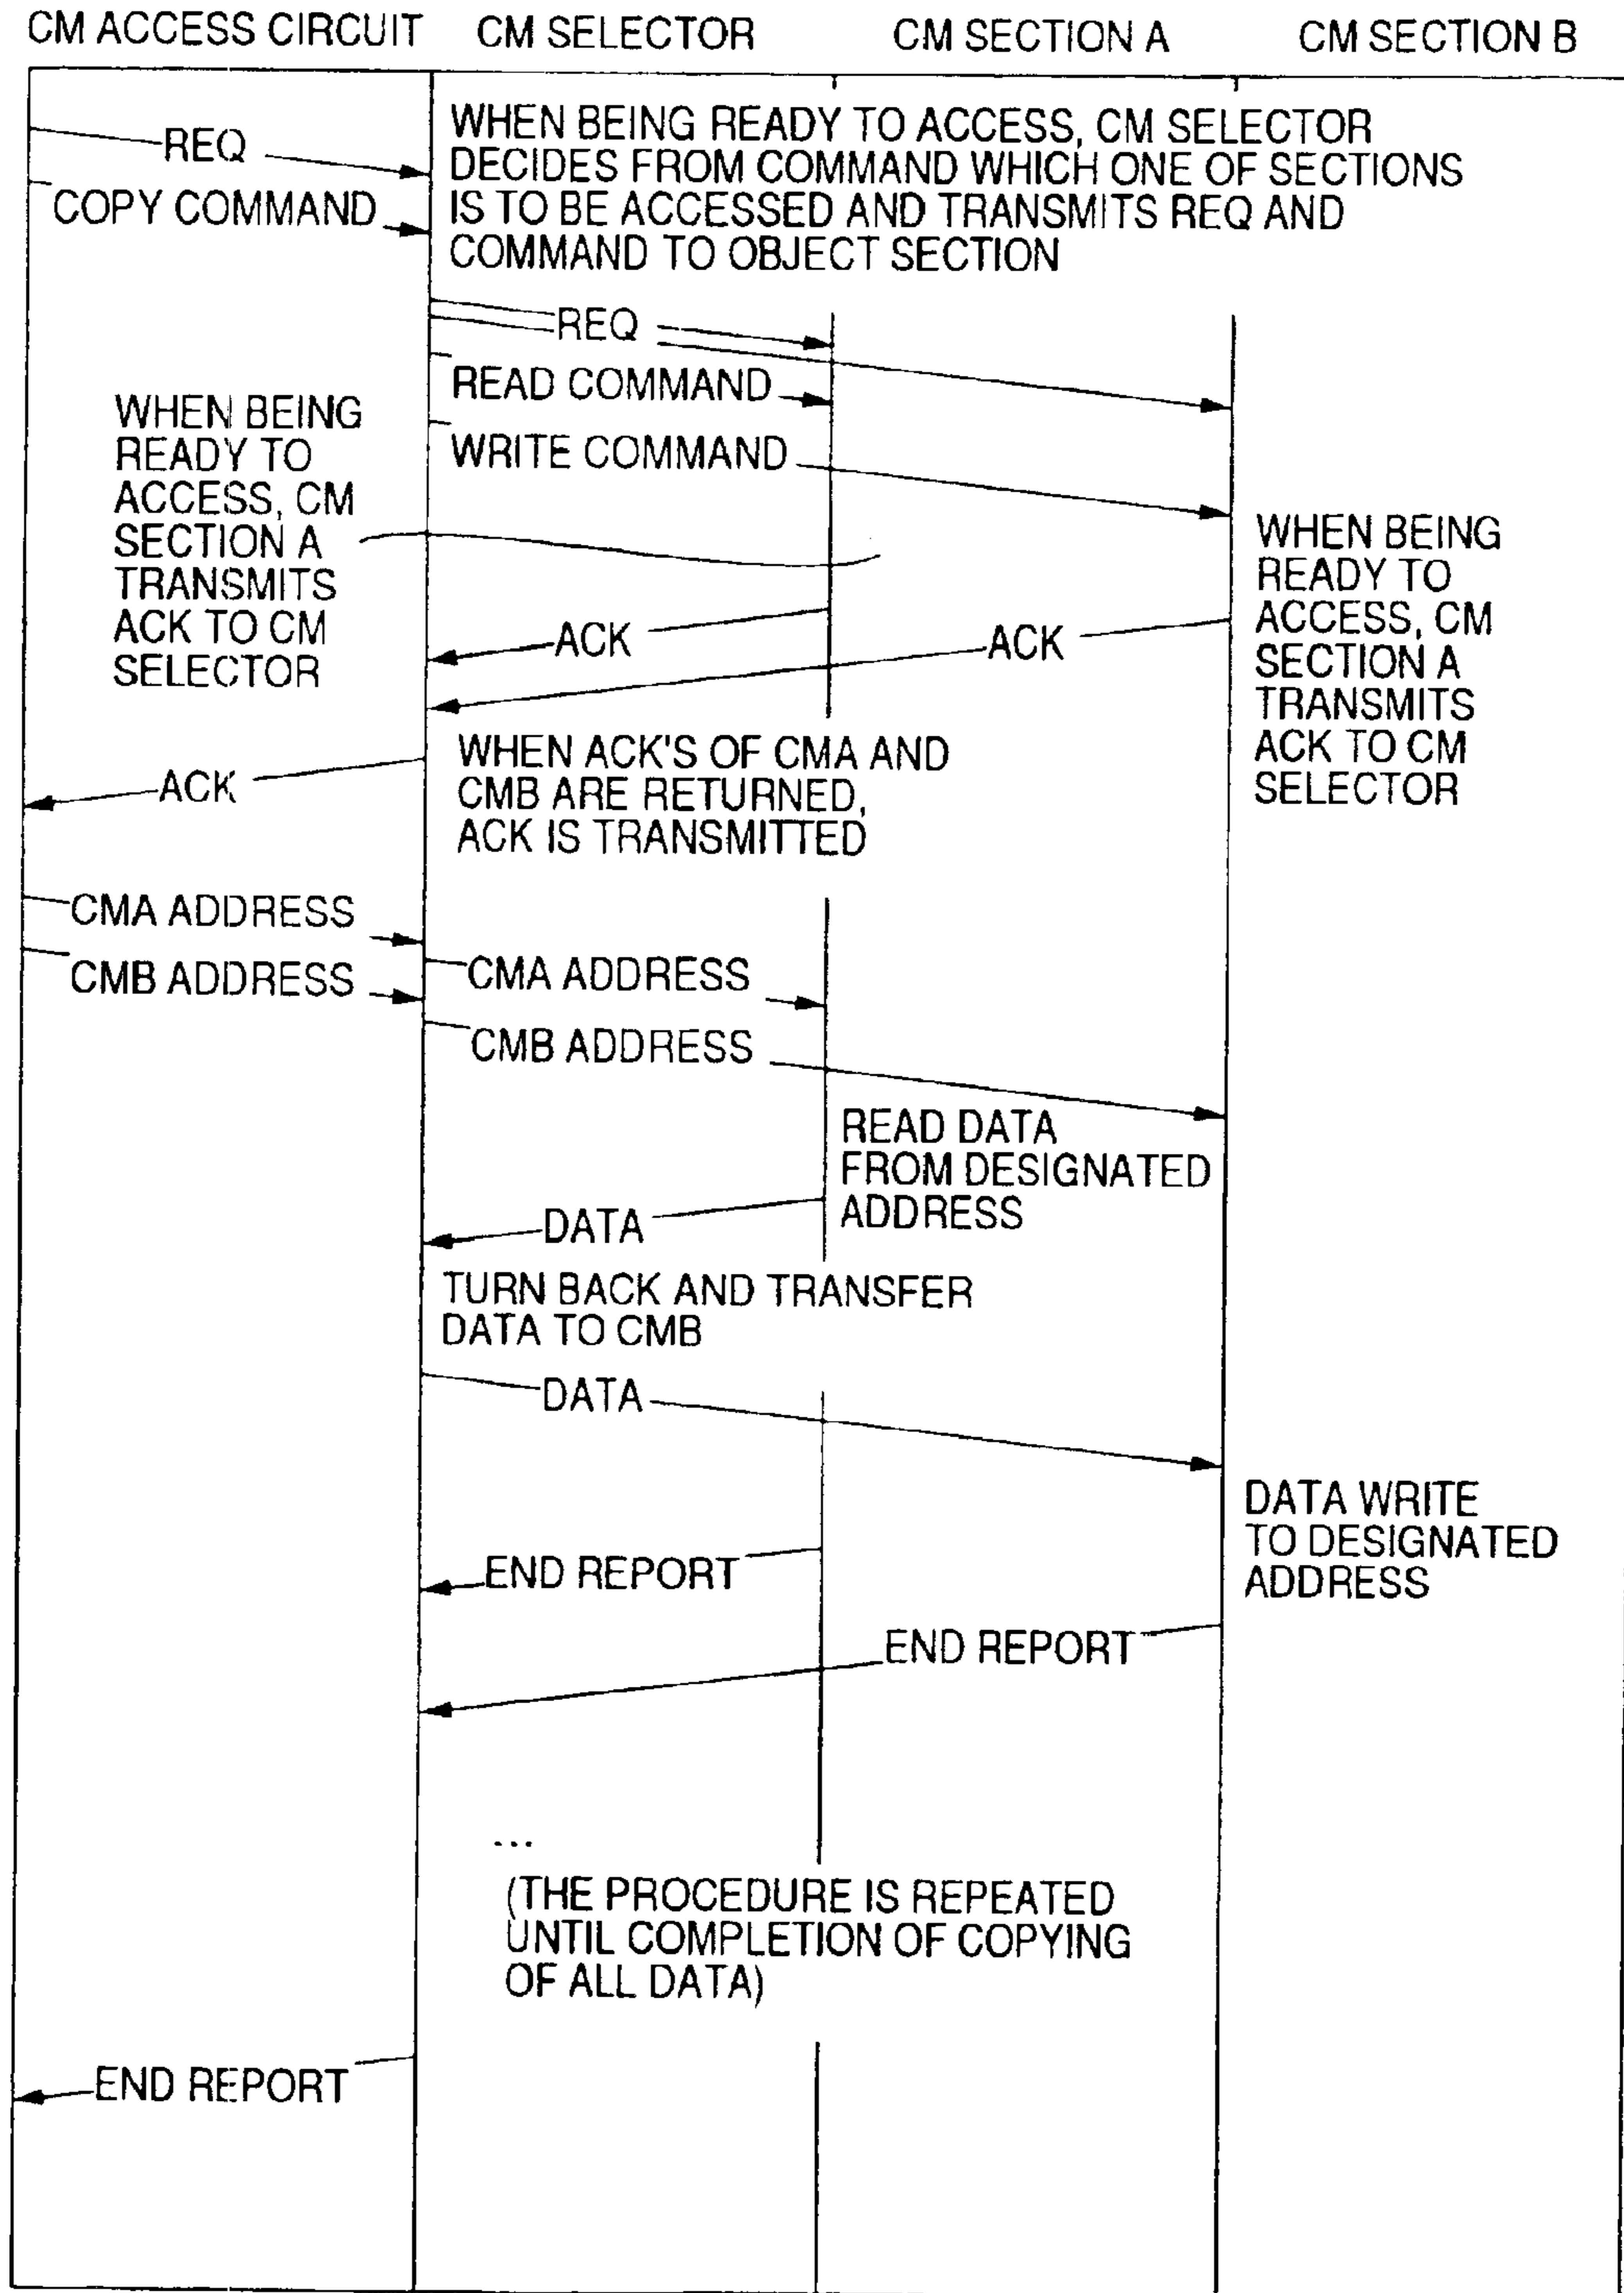 CM ACCESS CIRCUIT CM SELECTOR CM SECTION A CM SECTION B
WHEN BEING READY TO ACCESS, CM SELECTOR
DECIDES FROM COMMAND WHICH ONE OF SECTIONS
IS TO BE ACCESSED AND TRANSMITS REQ AND
COMMAND TO OBJECT SECTION
REQ
COPY COMMAND
REQ
READ COMMAND
WRITE COMMAND
WHEN BEING
READY TO
ACCESS, CM
SECTION A
TRANSMITS
ACK TO CM
SELECTOR
WHEN BEING
READY TO
ACCESS, CM
SECTION A
TRANSMITS
ACK TO CM
SELECTOR
ACK
ACK
ACK
WHEN ACK'S OF CMA AND
CMB ARE RETURNED,
ACK IS TRANSMITTED
CMA ADDRESS
CMB ADDRESS
CMA ADDRESS
CMB ADDRESS
READ DATA
FROM DESIGNATED
ADDRESS
DATA
TURN BACK AND TRANSFER
DATA TO CMB
DATA
DATA WRITE
TO DESIGNATED
ADDRESS
END REPORT
END REPORT
...
(THE PROCEDURE IS REPEATED
UNTIL COMPLETION OF COPYING
OF ALL DATA)
END REPORT